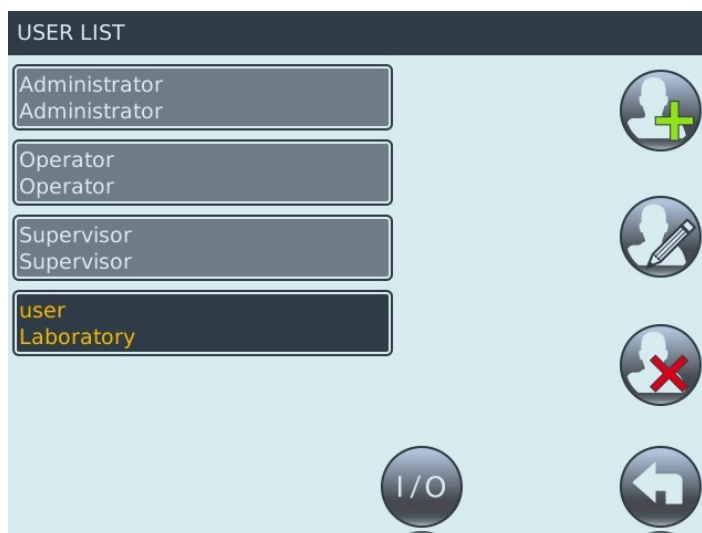 USER LIST
Administrator
Administrator
Operator
Operator
Supervisor
Supervisor
user
Laboratory
I/O